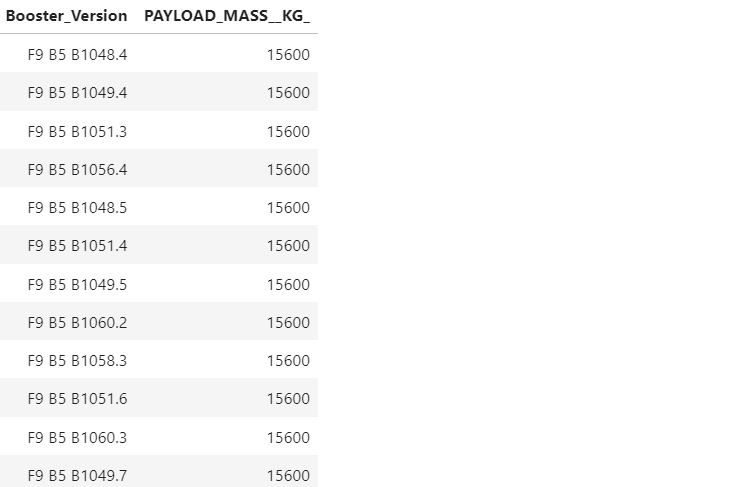 Booster_Version PAYLOAD_MASS__KG_
F9 B5 B1048.4 15600
F9 B5 B1049.4 15600
F9 B5 B1051.3 15600
F9 B5 B1056.4 15600
F9 B5 B1048.5 15600
F9 B5 B1051.4 15600
F9 B5 B1049.5 15600
F9 B5 B1060.2 15600
F9 B5 B1058.3 15600
F9 B5 B1051.6 15600
F9 B5 B1060.3 15600
F9 B5 B1049.7 15600